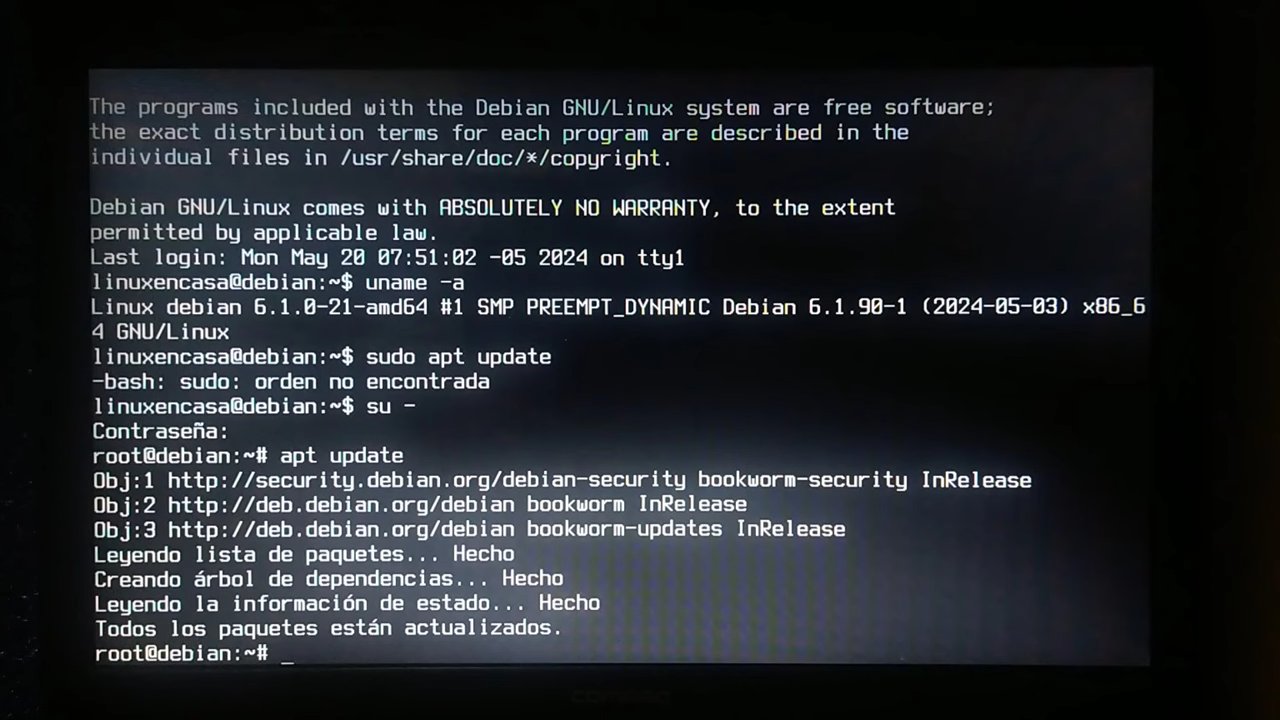 The programs included with the Debian GNU/Linux system are free software;
the exact distribution terms for each program are described in the
individual files in /usr/share/doc/*/copyright.
Debian GNU/Linux comes with ABSOLUTELY NO WARRANTY, to the extent
permitted by applicable law.
Last login: Mon May 20 07:51:02 -05 2024 on tty1
linuxencasa@debian:~$ uname -a
Linux debian 6.1.0-21-amd64 #1 SMP PREEMPT_DYNAMIC Debian 6.1.90-1 (2024-05-03) x86_6
4 GNU/Linux
linuxencasa@debian:~$ sudo apt update
-bash: sudo: orden no encontrada
linuxencasa@debian:~$ su -
Contraseña:
root@debian:~# apt update
Obj:1 http://security.debian.org/debian-security bookworm-security InRelease
Obj:2 http://deb.debian.org/debian bookworm InRelease
Obj:3 http://deb.debian.org/debian bookworm-updates InRelease
Leyendo lista de paquetes... Hecho
Creando árbol de dependencias... Hecho
Leyendo la información de estado... Hecho
Todos los paquetes están actualizados.
root@debian:~# _